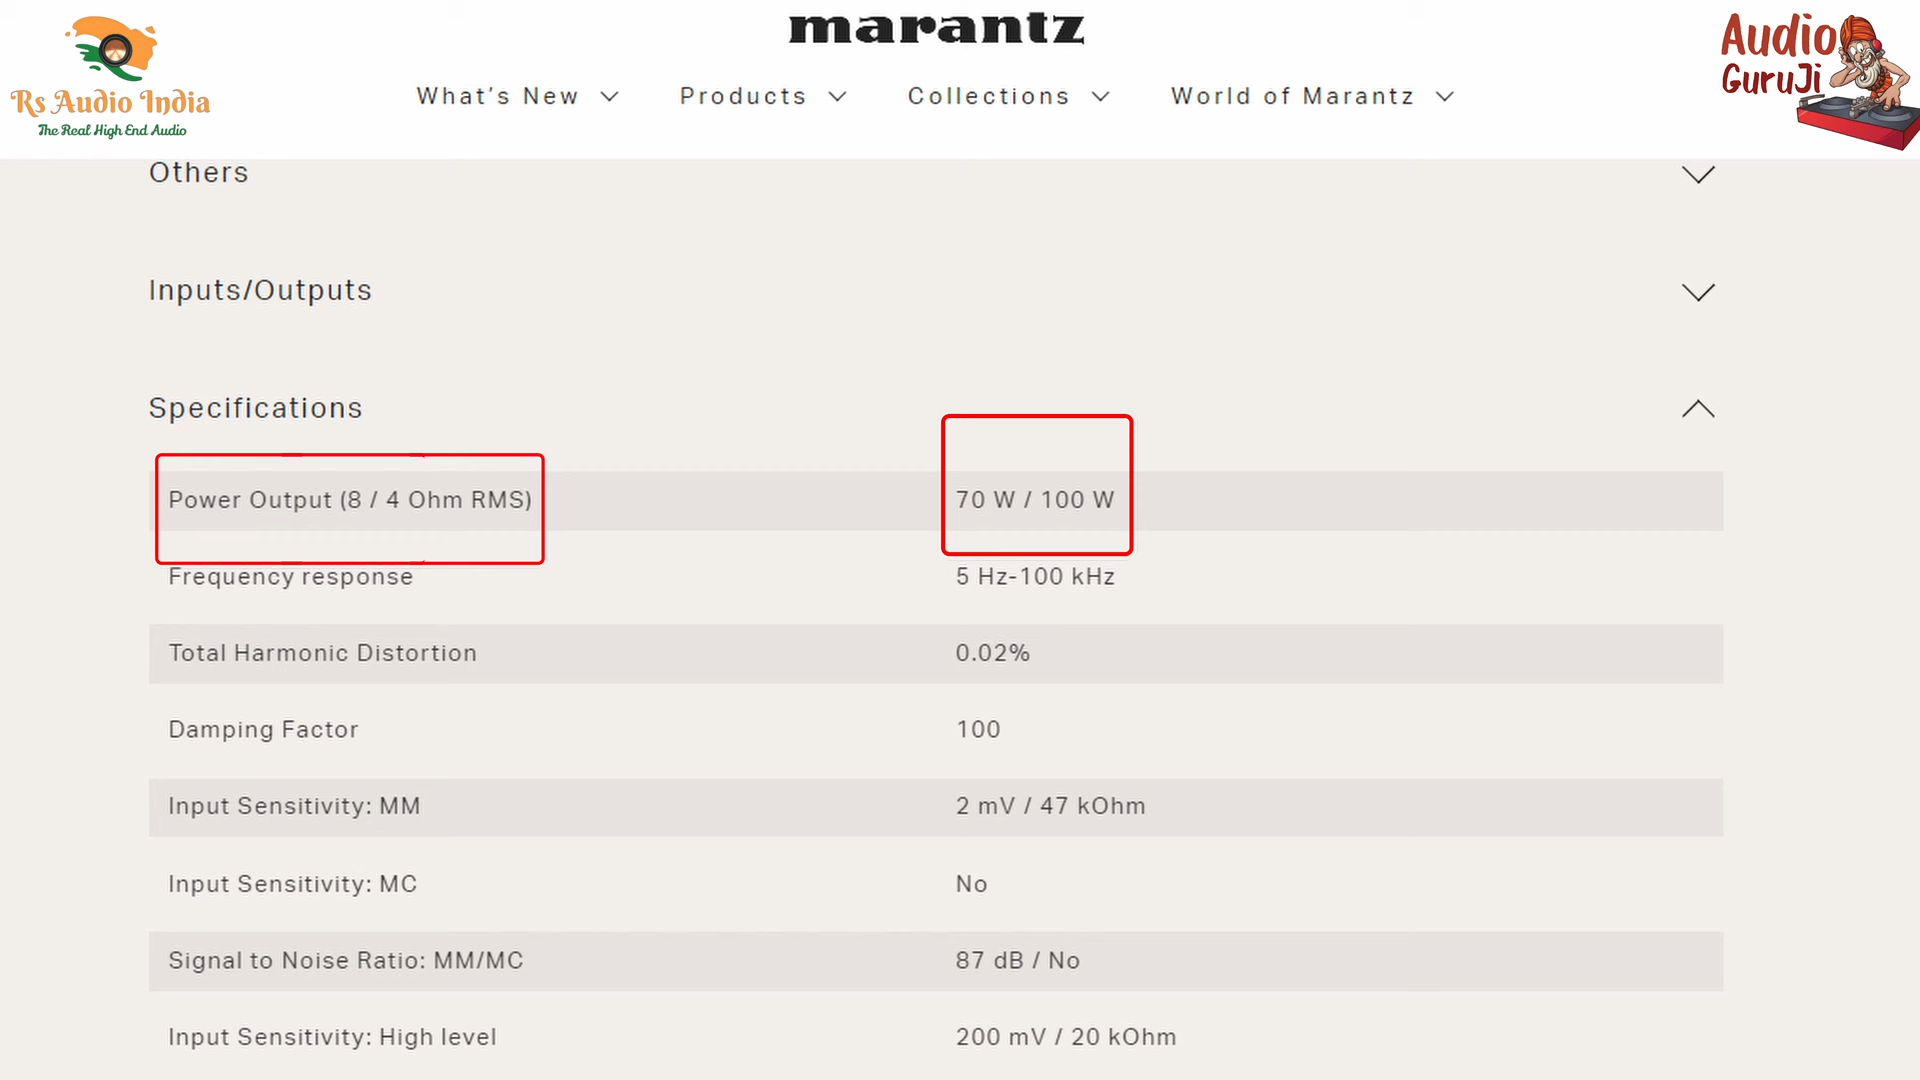 marantz
Rs Audio India
The Real High End Audio
Audio
GuruJi
What's New
Products
Collections
World of Marantz
Others
Inputs/Outputs
Specifications
Power Output (8 / 4 Ohm RMS) 70 W / 100 W
Frequency response 5 Hz-100 kHz
Total Harmonic Distortion 0.02%
Damping Factor 100
Input Sensitivity: MM 2 mV / 47 kOhm
Input Sensitivity: MC No
Signal to Noise Ratio: MM/MC 87 dB / No
Input Sensitivity: High level 200 mV / 20 kOhm